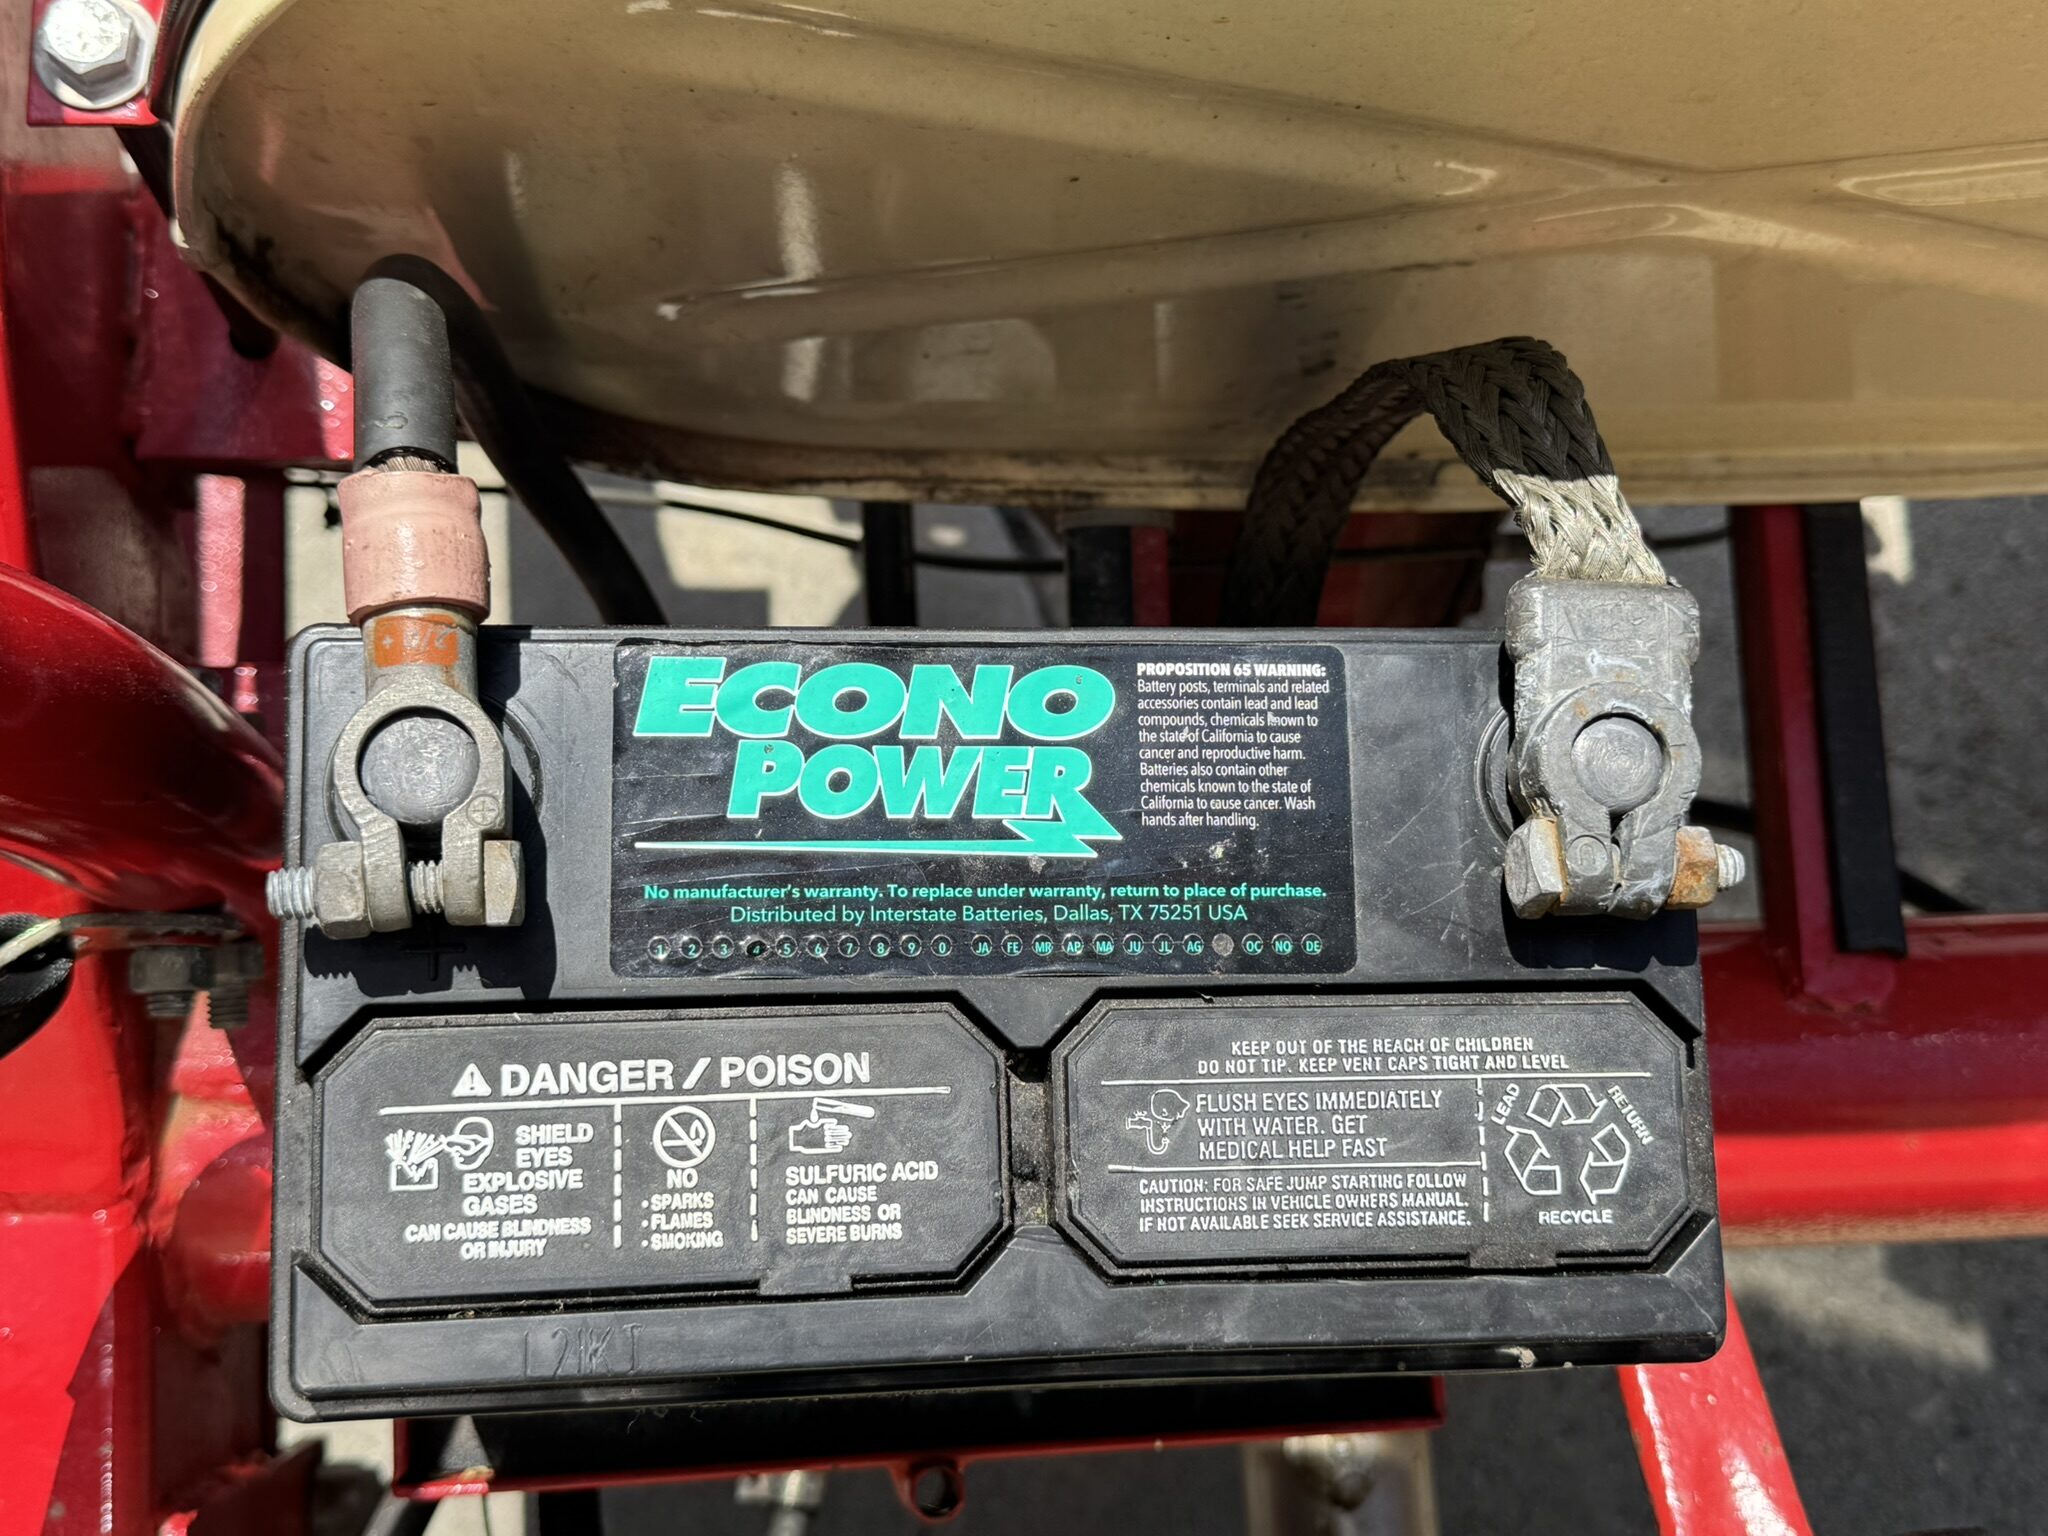 + 2/2
ECONO
POWER
PROPOSITION 65 WARNING:
Battery posts, terminals and related
accessories contain lead and lead
compounds, chemicals known to
the state of California to cause
cancer and reproductive harm.
Batteries also contain other
chemicals known to the state of
California to cause cancer. Wash
hands after handling.
No manufacturer's warranty. To replace under warranty, return to place of purchase.
Distributed by Interstate Batteries, Dallas, TX 75251 USA
1 2 3 4 5 6 7 8 9 0 JA FE MR AP MA JU JL AG OC NO DE
DANGER / POISON
SHIELD
EYES
EXPLOSIVE
GASES
CAN CAUSE BLINDNESS
OR INJURY
NO
• SPARKS
• FLAMES
• SMOKING
SULFURIC ACID
CAN CAUSE
BLINDNESS OR
SEVERE BURNS
KEEP OUT OF THE REACH OF CHILDREN
DO NOT TIP. KEEP VENT CAPS TIGHT AND LEVEL
FLUSH EYES IMMEDIATELY
WITH WATER. GET
MEDICAL HELP FAST
CAUTION: FOR SAFE JUMP STARTING FOLLOW
INSTRUCTIONS IN VEHICLE OWNERS MANUAL.
IF NOT AVAILABLE SEEK SERVICE ASSISTANCE.
LEAD
RETURN
RECYCLE